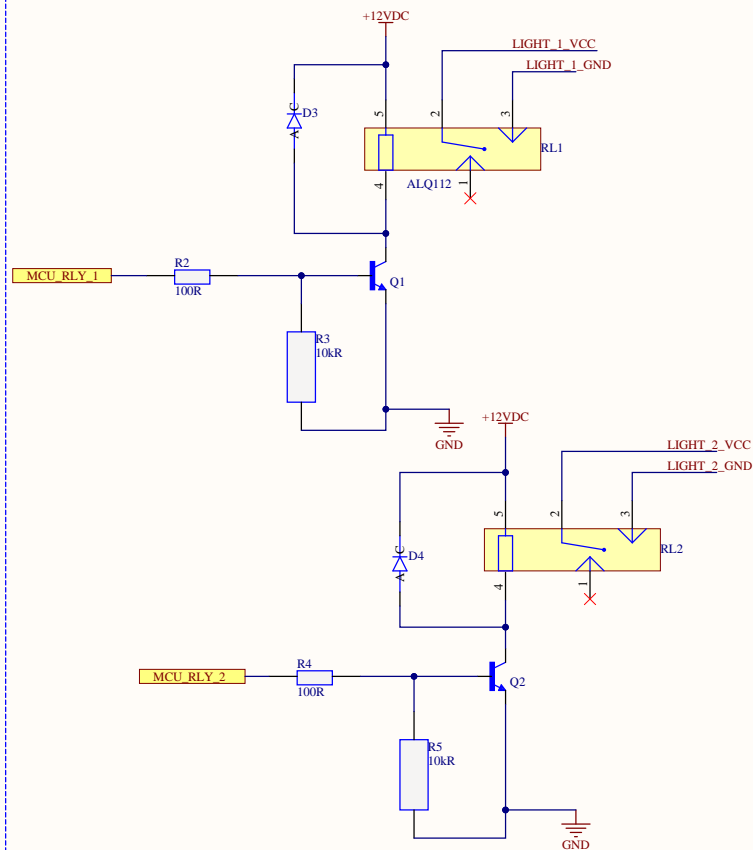 +12VDC
LIGHT_1_VCC
LIGHT_1_GND
C
D3
A
5
2
3
RL1
4
ALQ112
1
MCU_RLY_1
R2
100R
Q1
R3
10kR
GND
+12VDC
LIGHT_2_VCC
LIGHT_2_GND
C
D4
A
5
2
3
RL2
4
1
MCU_RLY_2
R4
100R
Q2
R5
10kR
GND